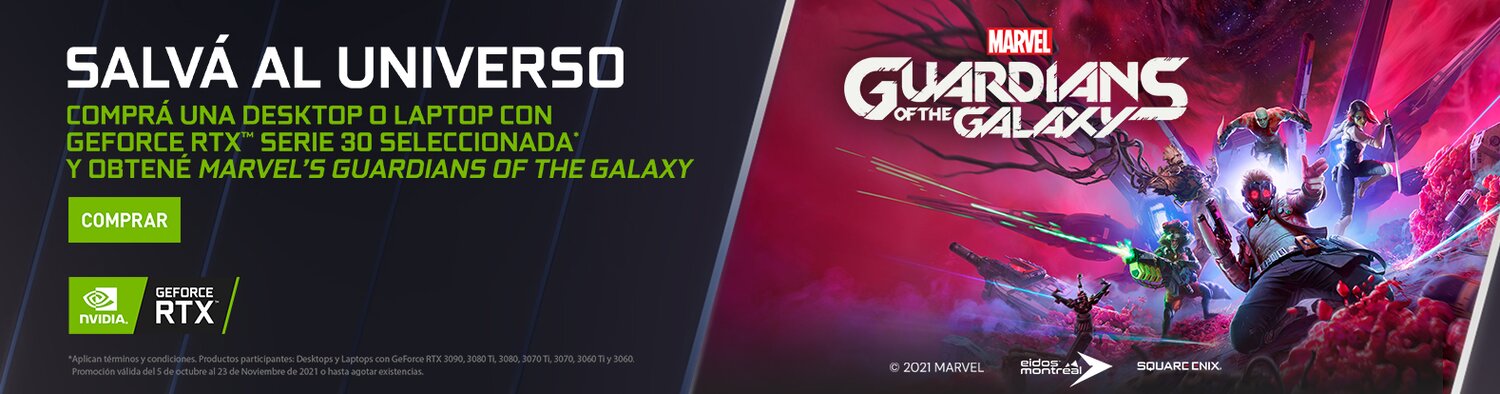 SALVÁ AL UNIVERSO
COMPRÁ UNA DESKTOP O LAPTOP CON
GEFORCE RTX™ SERIE 30 SELECCIONADA*
Y OBTENÉ MARVEL'S GUARDIANS OF THE GALAXY
COMPRAR
NVIDIA.
GEFORCE
RTX™
*Aplican términos y condiciones. Productos participantes: Desktops y Laptops con GeForce RTX 3090, 3080 Ti, 3080, 3070 Ti, 3070, 3060 Ti y 3060.
Promoción válida del 5 de octubre al 23 de Noviembre de 2021 o hasta agotar existencias.
MARVEL
GUARDIANS
OF THE GALAXY
© 2021 MARVEL
eidos
montréal
SQUARE ENIX®